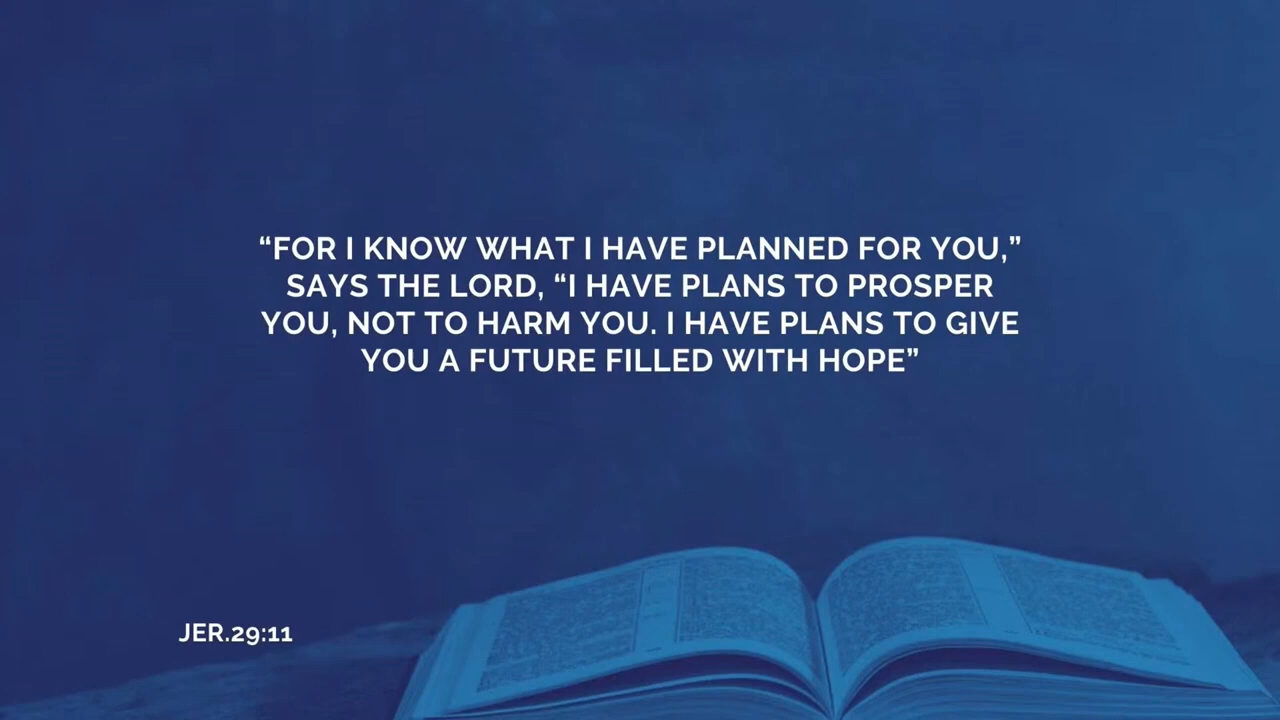 “FOR I KNOW WHAT I HAVE PLANNED FOR YOU,”
SAYS THE LORD, “I HAVE PLANS TO PROSPER
YOU, NOT TO HARM YOU. I HAVE PLANS TO GIVE
YOU A FUTURE FILLED WITH HOPE”
JER.29:11